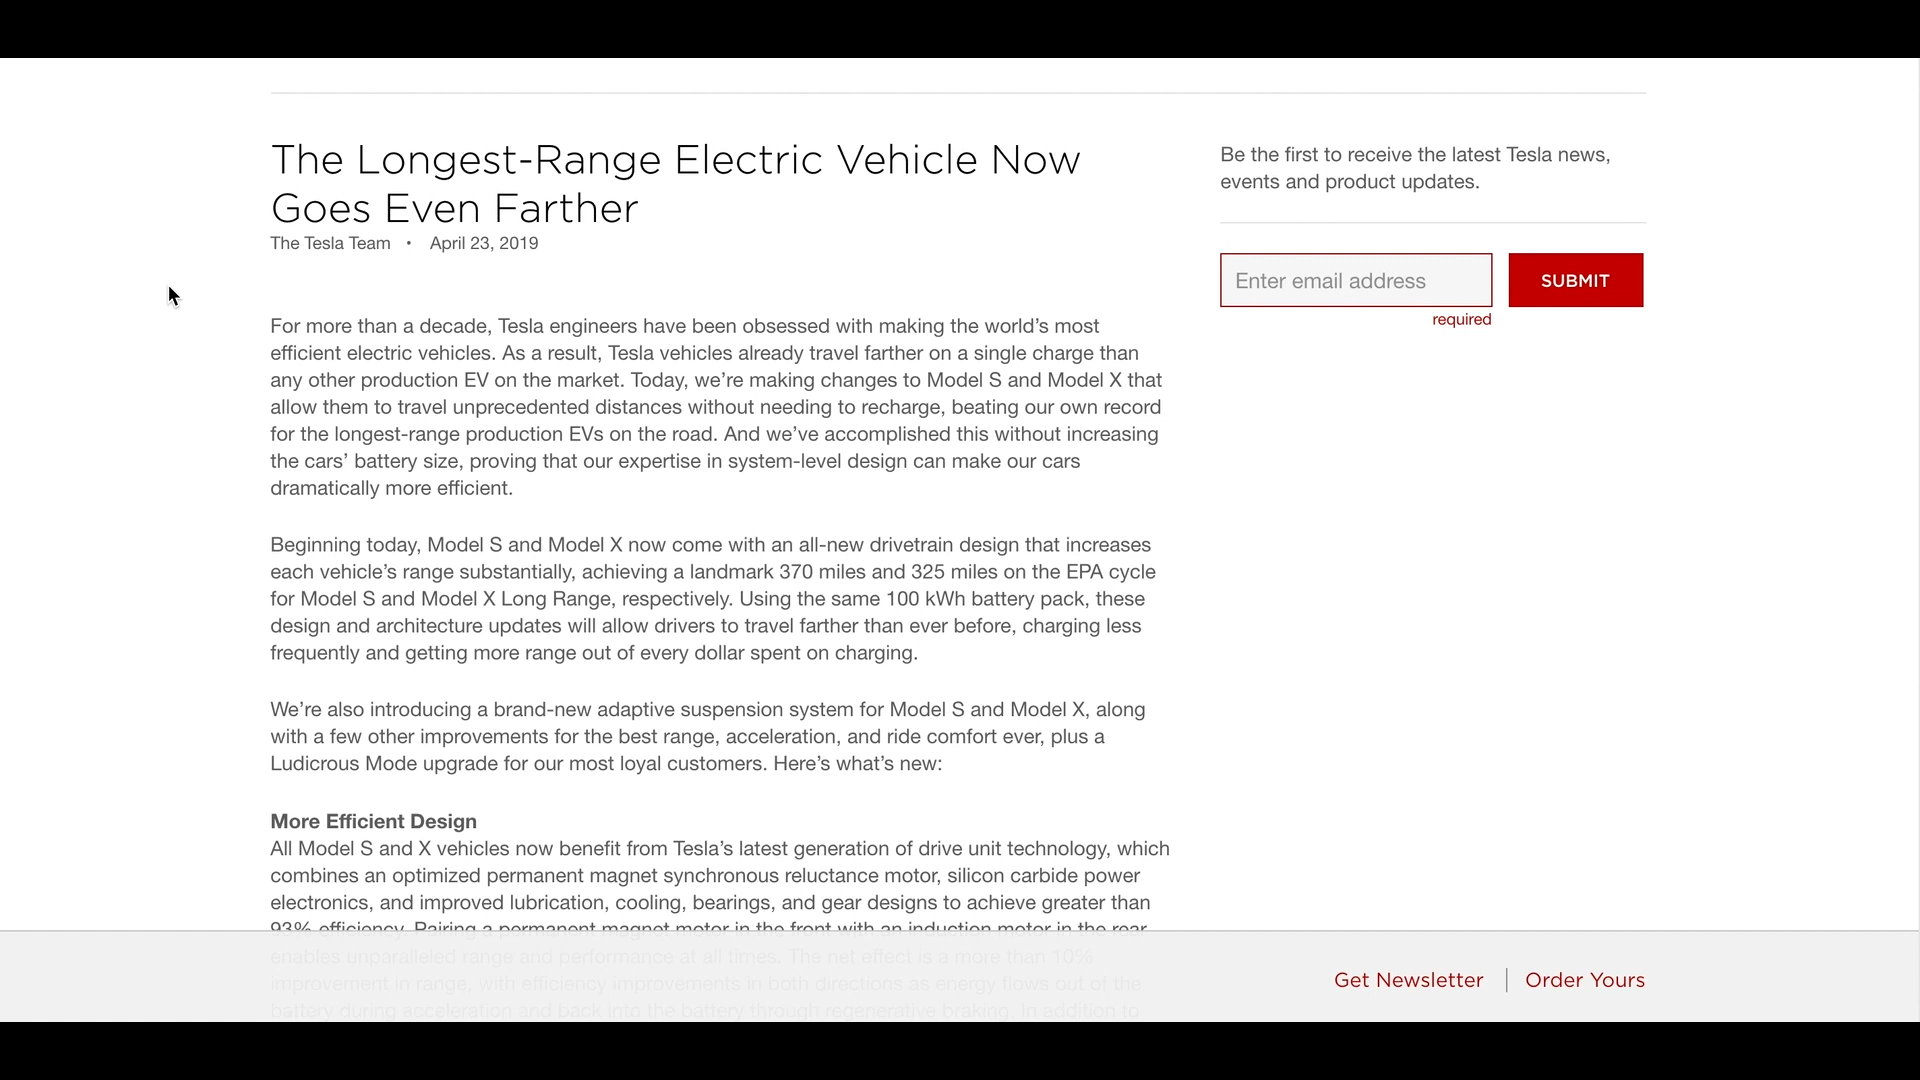 The Longest-Range Electric Vehicle Now
Goes Even Farther
The Tesla Team • April 23, 2019
For more than a decade, Tesla engineers have been obsessed with making the world’s most
efficient electric vehicles. As a result, Tesla vehicles already travel farther on a single charge than
any other production EV on the market. Today, we’re making changes to Model S and Model X that
allow them to travel unprecedented distances without needing to recharge, beating our own record
for the longest-range production EVs on the road. And we’ve accomplished this without increasing
the cars’ battery size, proving that our expertise in system-level design can make our cars
dramatically more efficient.
Beginning today, Model S and Model X now come with an all-new drivetrain design that increases
each vehicle’s range substantially, achieving a landmark 370 miles and 325 miles on the EPA cycle
for Model S and Model X Long Range, respectively. Using the same 100 kWh battery pack, these
design and architecture updates will allow drivers to travel farther than ever before, charging less
frequently and getting more range out of every dollar spent on charging.
We’re also introducing a brand-new adaptive suspension system for Model S and Model X, along
with a few other improvements for the best range, acceleration, and ride comfort ever, plus a
Ludicrous Mode upgrade for our most loyal customers. Here’s what’s new:
More Efficient Design
All Model S and X vehicles now benefit from Tesla’s latest generation of drive unit technology, which
combines an optimized permanent magnet synchronous reluctance motor, silicon carbide power
electronics, and improved lubrication, cooling, bearings, and gear designs to achieve greater than
93% efficiency. Pairing a permanent magnet motor in the front with an induction motor in the rear
enables unparalleled range and performance at all times. The net effect is a more than 10%
improvement in range, with efficiency improvements in both directions as energy flows out of the
battery during acceleration and back into the battery through regenerative braking. In addition to
Be the first to receive the latest Tesla news,
events and product updates.
Enter email address
SUBMIT
required
Get Newsletter | Order Yours